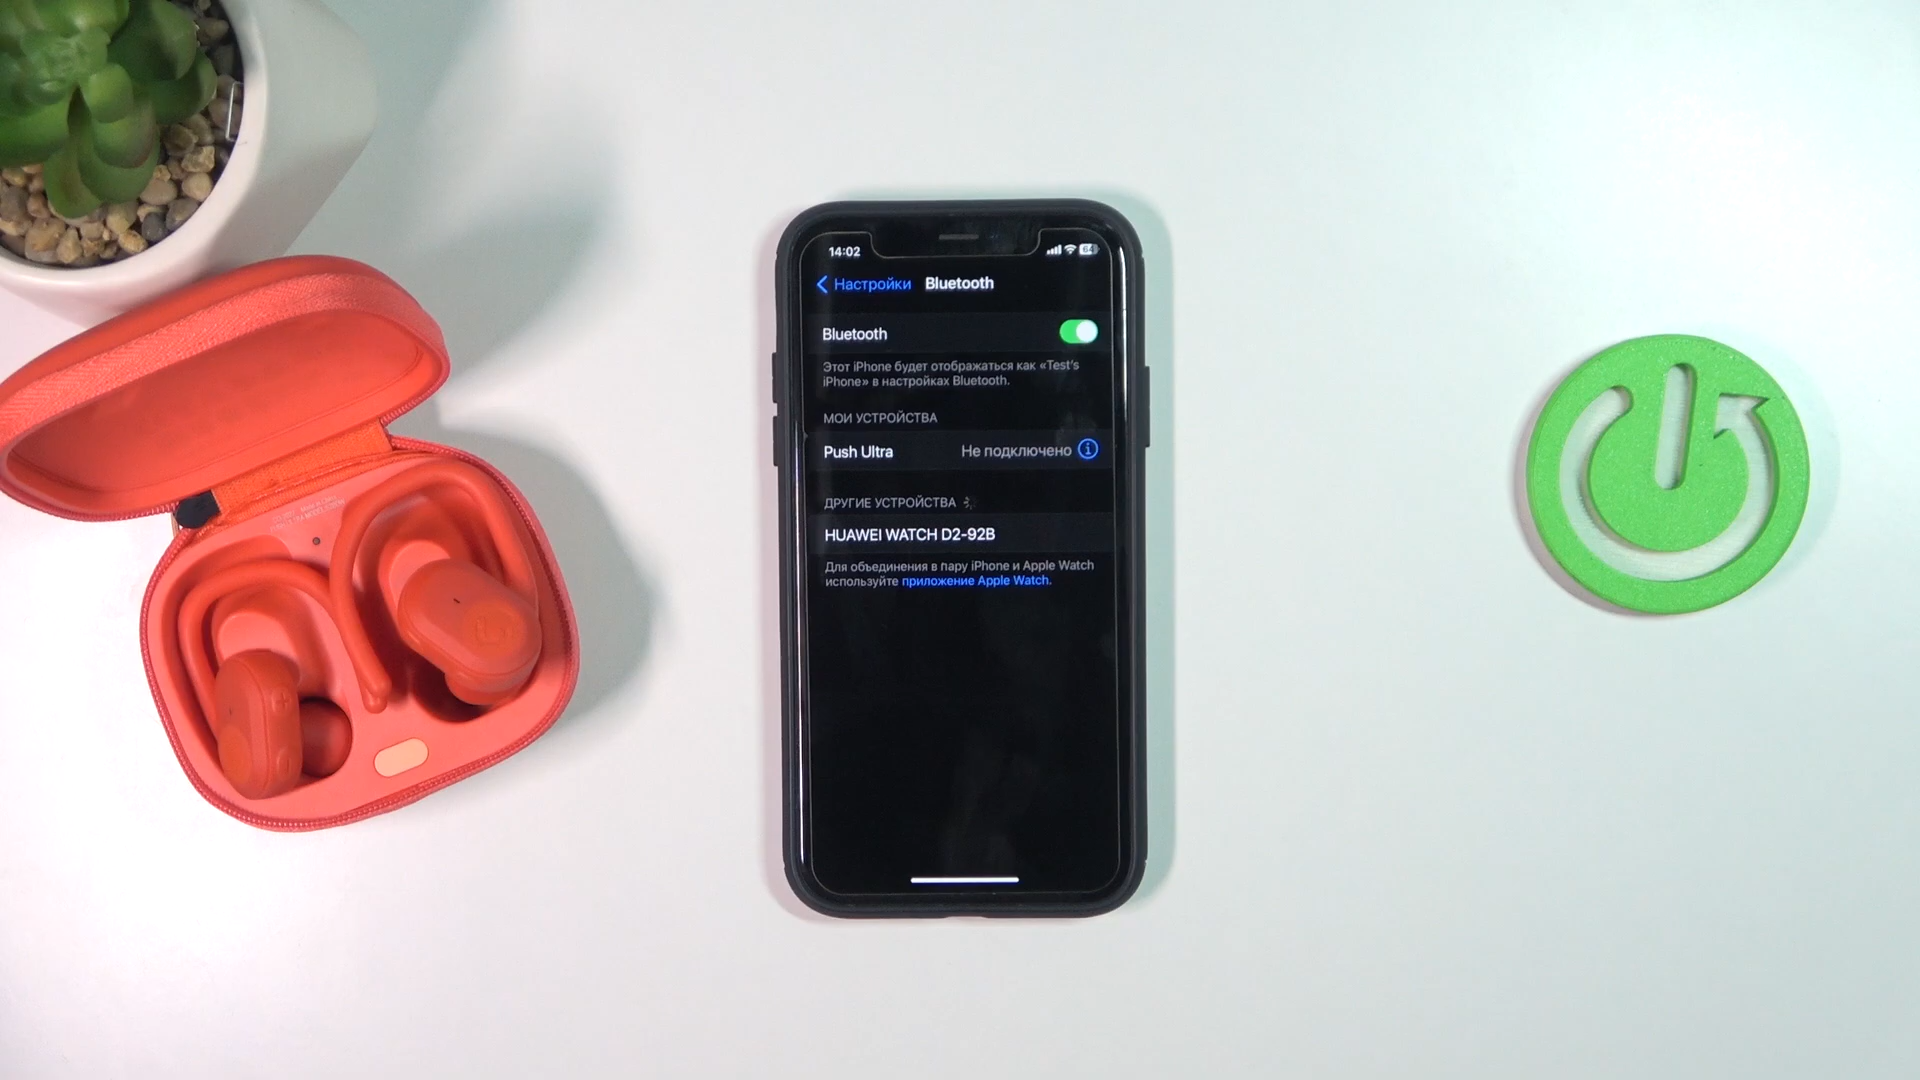 14:02
64
Настройки Bluetooth
Bluetooth
Этот iPhone будет отображаться как «Test's
iPhone» в настройках Bluetooth.
МОИ УСТРОЙСТВА
Push Ultra Не подключено
ДРУГИЕ УСТРОЙСТВА
HUAWEI WATCH D2-92B
Для объединения в пару iPhone и Apple Watch
используйте приложение Apple Watch.